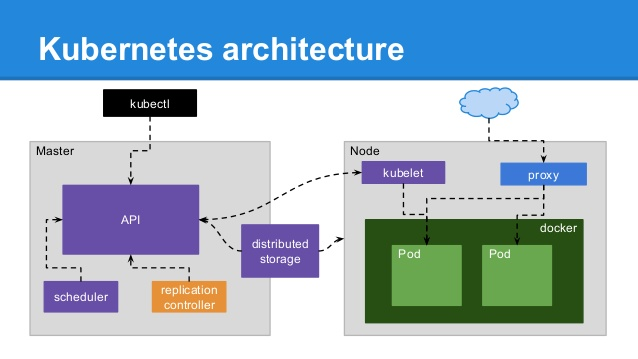 Kubernetes architecture
kubectl
Master
API
scheduler
replication
controller
distributed
storage
Node
kubelet
proxy
docker
Pod
Pod